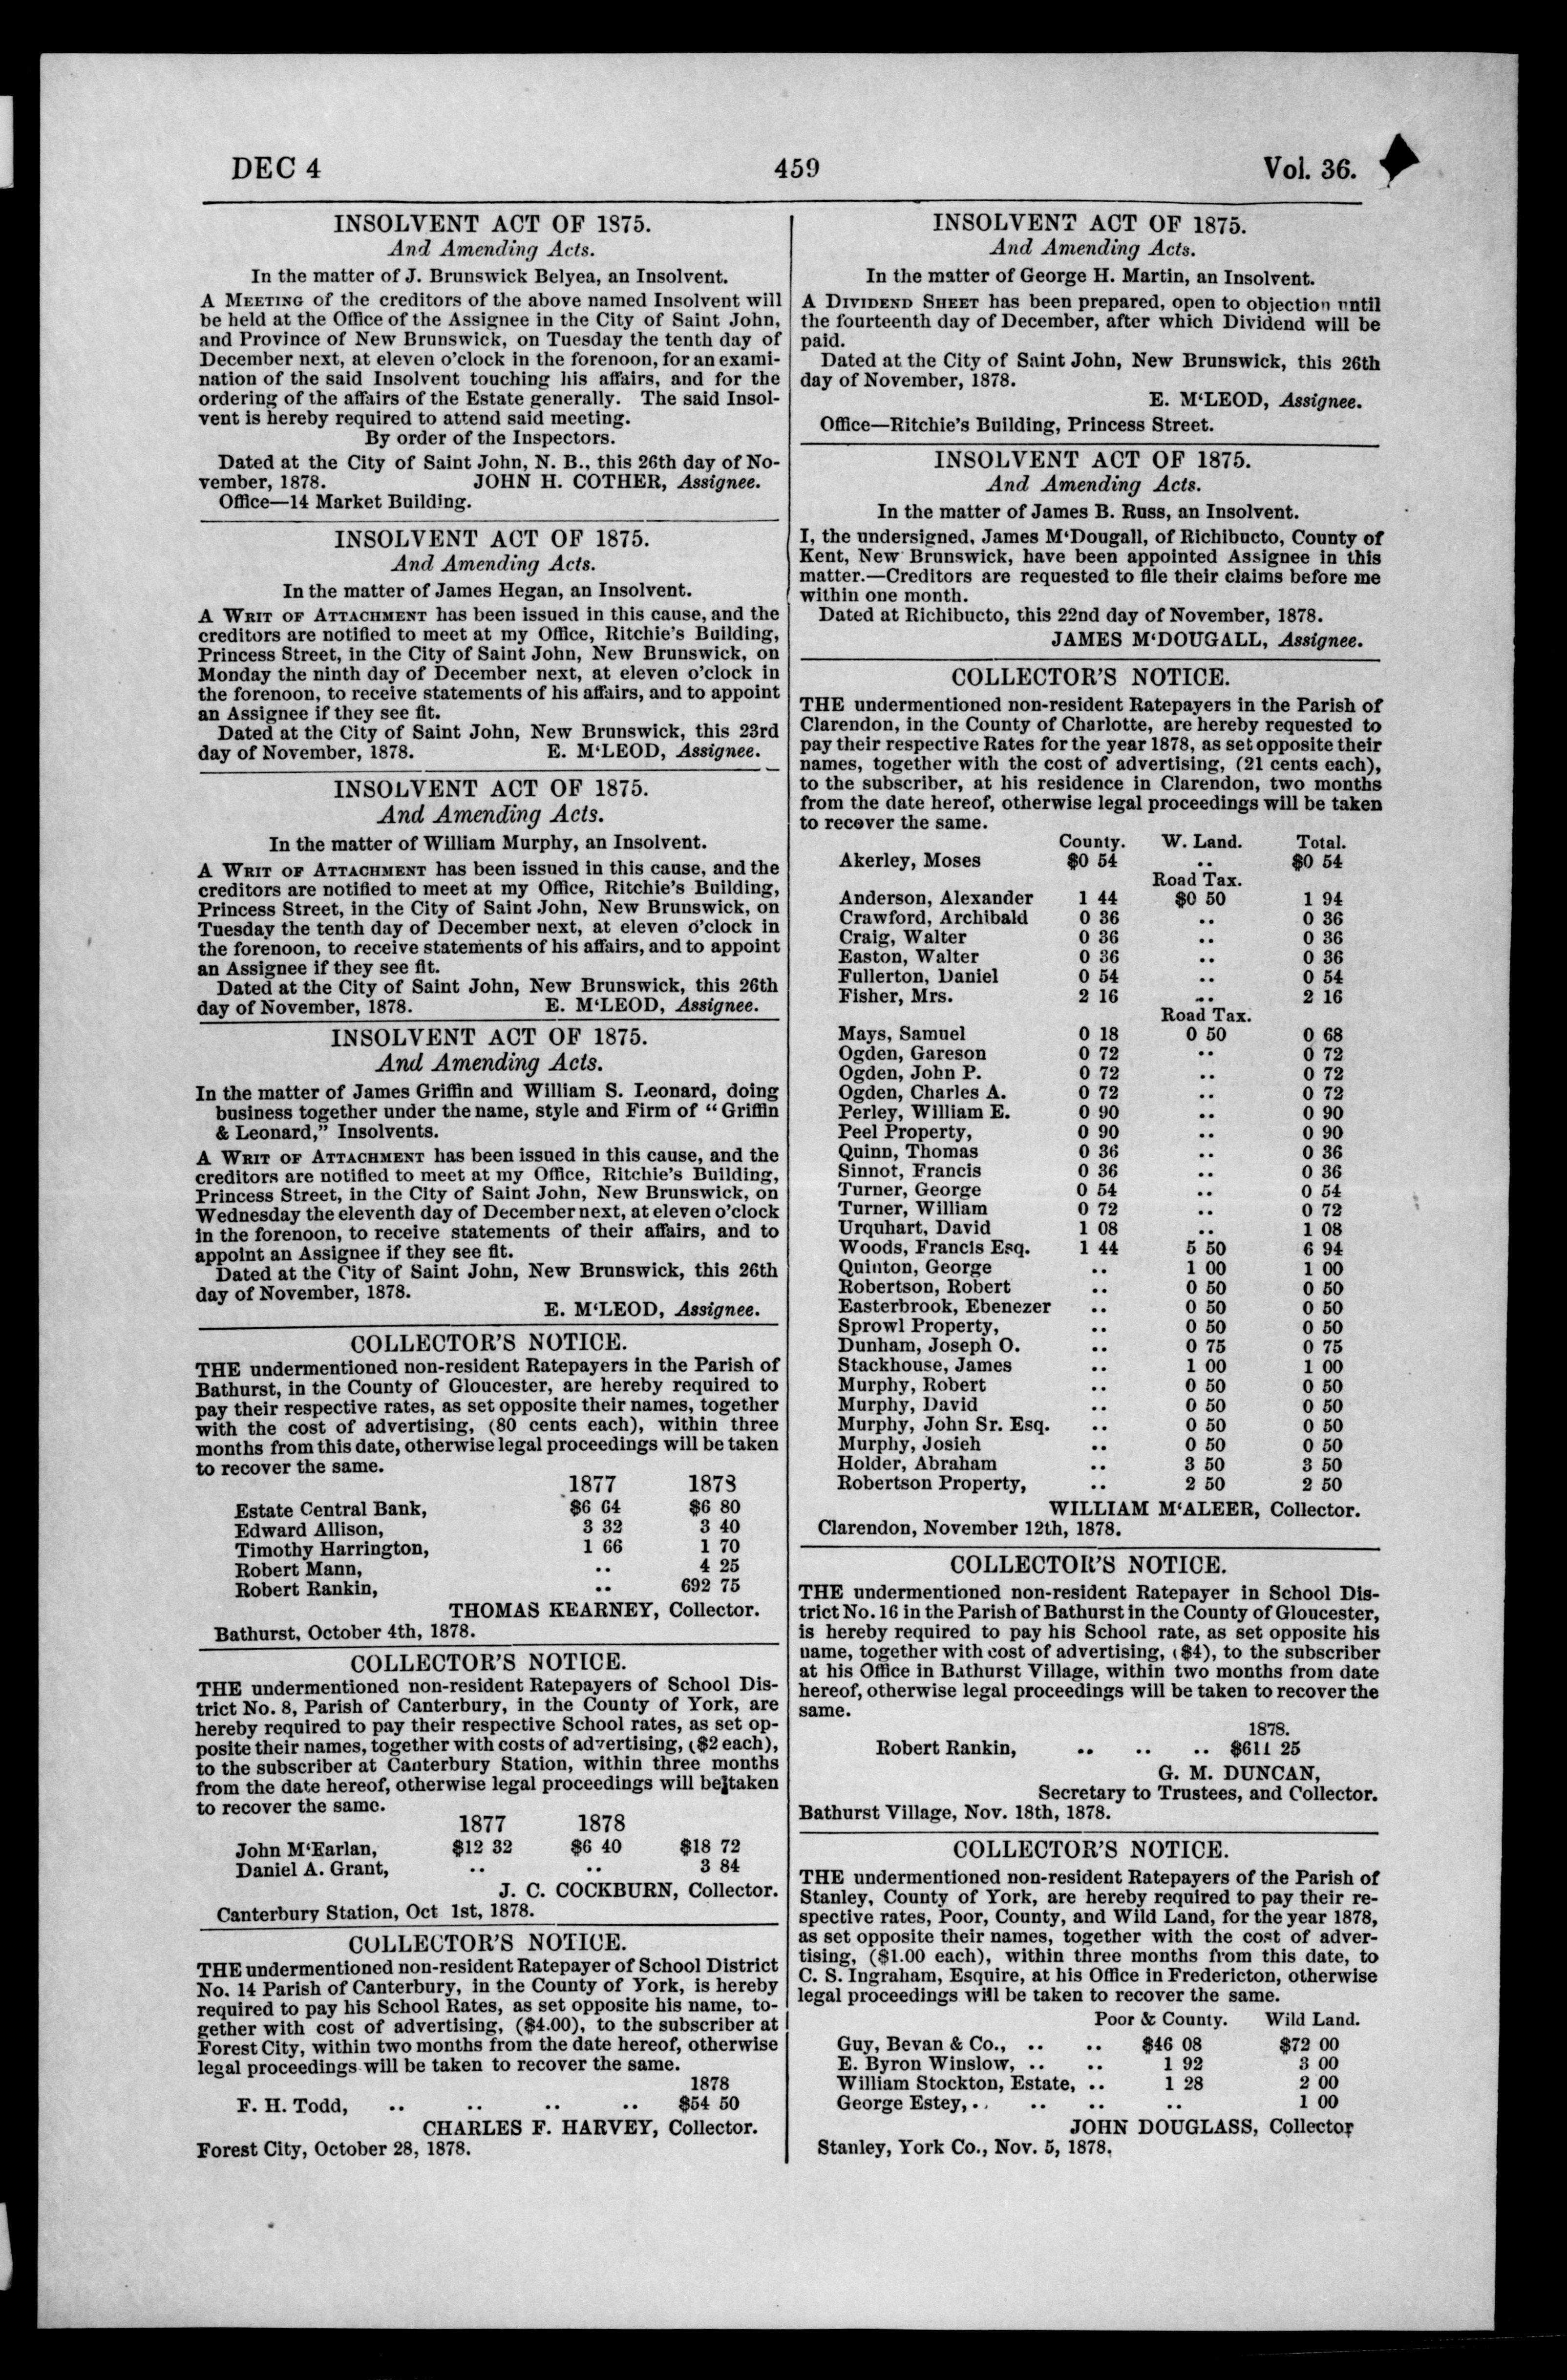 DEC 4 459 Vol. 36.
INSOLVENT ACT OF 1875.
And Amending Acts.
In the matter of J. Brunswick Belyea, an Insolvent.
A MEETING of the creditors of the above named Insolvent will
be held at the Office of the Assignee in the City of Saint John,
and Province of New Brunswick, on Tuesday the tenth day of
December next, at eleven o'clock in the forenoon, for an exami-
nation of the said Insolvent touching his affairs, and for the
ordering of the affairs of the Estate generally. The said Insol-
vent is hereby required to attend said meeting.
By order of the Inspectors.
Dated at the City of Saint John, N. B., this 26th day of No-
vember, 1878. JOHN H. COTHER, Assignee.
Office—14 Market Building.
INSOLVENT ACT OF 1875.
And Amending Acts.
In the matter of James Hegan, an Insolvent.
A WRIT OF ATTACHMENT has been issued in this cause, and the
creditors are notified to meet at my Office, Ritchie's Building,
Princess Street, in the City of Saint John, New Brunswick, on
Monday the ninth day of December next, at eleven o'clock in
the forenoon, to receive statements of his affairs, and to appoint
an Assignee if they see fit.
Dated at the City of Saint John, New Brunswick, this 23rd
day of November, 1878. E. M'LEOD, Assignee.
INSOLVENT ACT OF 1875.
And Amending Acts.
In the matter of William Murphy, an Insolvent.
A WRIT OF ATTACHMENT has been issued in this cause, and the
creditors are notified to meet at my Office, Ritchie's Building,
Princess Street, in the City of Saint John, New Brunswick, on
Tuesday the tenth day of December next, at eleven o'clock in
the forenoon, to receive statements of his affairs, and to appoint
an Assignee if they see fit.
Dated at the City of Saint John, New Brunswick, this 26th
day of November, 1878. E. M'LEOD, Assignee.
INSOLVENT ACT OF 1875.
And Amending Acts.
In the matter of James Griffin and William S. Leonard, doing
business together under the name, style and Firm of "Griffin
& Leonard," Insolvents.
A WRIT OF ATTACHMENT has been issued in this cause, and the
creditors are notified to meet at my Office, Ritchie's Building,
Princess Street, in the City of Saint John, New Brunswick, on
Wednesday the eleventh day of December next, at eleven o'clock
in the forenoon, to receive statements of their affairs, and to
appoint an Assignee if they see fit.
Dated at the City of Saint John, New Brunswick, this 26th
day of November, 1878.
E. M'LEOD, Assignee.
COLLECTOR'S NOTICE.
THE undermentioned non-resident Ratepayers in the Parish of
Bathurst, in the County of Gloucester, are hereby required to
pay their respective rates, as set opposite their names, together
with the cost of advertising, (80 cents each), within three
months from this date, otherwise legal proceedings will be taken
to recover the same.
1877 1878
Estate Central Bank, $6 64 $6 80
Edward Allison, 3 32 3 40
Timothy Harrington, 1 66 1 70
Robert Mann, .. 4 25
Robert Rankin, .. 692 75
THOMAS KEARNEY, Collector.
Bathurst, October 4th, 1878.
COLLECTOR'S NOTICE.
THE undermentioned non-resident Ratepayers of School Dis-
trict No. 8, Parish of Canterbury, in the County of York, are
hereby required to pay their respective School rates, as set op-
posite their names, together with costs of advertising, ($2 each),
to the subscriber at Canterbury Station, within three months
from the date hereof, otherwise legal proceedings will be taken
to recover the same.
1877 1878
John M'Earlan, $12 32 $6 40 $18 72
Daniel A. Grant, .. .. 3 84
J. C. COCKBURN, Collector.
Canterbury Station, Oct 1st, 1878.
COLLECTOR'S NOTICE.
THE undermentioned non-resident Ratepayer of School District
No. 14 Parish of Canterbury, in the County of York, is hereby
required to pay his School Rates, as set opposite his name, to-
gether with cost of advertising, ($4.00), to the subscriber at
Forest City, within two months from the date hereof, otherwise
legal proceedings will be taken to recover the same.
1878
F. H. Todd, .. .. .. .. $54 50
CHARLES F. HARVEY, Collector.
Forest City, October 28, 1878.
INSOLVENT ACT OF 1875.
And Amending Acts.
In the matter of George H. Martin, an Insolvent.
A DIVIDEND SHEET has been prepared, open to objection until
the fourteenth day of December, after which Dividend will be
paid.
Dated at the City of Saint John, New Brunswick, this 26th
day of November, 1878.
E. M'LEOD, Assignee.
Office—Ritchie's Building, Princess Street.
INSOLVENT ACT OF 1875.
And Amending Acts.
In the matter of James B. Russ, an Insolvent.
I, the undersigned, James M'Dougall, of Richibucto, County of
Kent, New Brunswick, have been appointed Assignee in this
matter.—Creditors are requested to file their claims before me
within one month.
Dated at Richibucto, this 22nd day of November, 1878.
JAMES M'DOUGALL, Assignee.
COLLECTOR'S NOTICE.
THE undermentioned non-resident Ratepayers in the Parish of
Clarendon, in the County of Charlotte, are hereby requested to
pay their respective Rates for the year 1878, as set opposite their
names, together with the cost of advertising, (21 cents each),
to the subscriber, at his residence in Clarendon, two months
from the date hereof, otherwise legal proceedings will be taken
to recover the same.
County. W. Land. Total.
Akerley, Moses $0 54 .. $0 54
Road Tax.
Anderson, Alexander 1 44 $0 50 1 94
Crawford, Archibald 0 36 .. 0 36
Craig, Walter 0 36 .. 0 36
Easton, Walter 0 36 .. 0 36
Fullerton, Daniel 0 54 .. 0 54
Fisher, Mrs. 2 16 .. 2 16
Road Tax.
Mays, Samuel 0 18 0 50 0 68
Ogden, Gareson 0 72 .. 0 72
Ogden, John P. 0 72 .. 0 72
Ogden, Charles A. 0 72 .. 0 72
Perley, William E. 0 90 .. 0 90
Peel Property, 0 90 .. 0 90
Quinn, Thomas 0 36 .. 0 36
Sinnot, Francis 0 36 .. 0 36
Turner, George 0 54 .. 0 54
Turner, William 0 72 .. 0 72
Urquhart, David 1 08 .. 1 08
Woods, Francis Esq. 1 44 5 50 6 94
Quinton, George .. 1 00 1 00
Robertson, Robert .. 0 50 0 50
Easterbrook, Ebenezer .. 0 50 0 50
Sprowl Property, .. 0 50 0 50
Dunham, Joseph O. .. 0 75 0 75
Stackhouse, James .. 1 00 1 00
Murphy, Robert .. 0 50 0 50
Murphy, David .. 0 50 0 50
Murphy, John Sr. Esq. .. 0 50 0 50
Murphy, Josieh .. 0 50 0 50
Holder, Abraham .. 3 50 3 50
Robertson Property, .. 2 50 2 50
WILLIAM M'ALEER, Collector.
Clarendon, November 12th, 1878.
COLLECTOR'S NOTICE.
THE undermentioned non-resident Ratepayer in School Dis-
trict No. 16 in the Parish of Bathurst in the County of Gloucester,
is hereby required to pay his School rate, as set opposite his
name, together with cost of advertising, ($4), to the subscriber
at his Office in Bathurst Village, within two months from date
hereof, otherwise legal proceedings will be taken to recover the
same.
1878.
Robert Rankin, .. .. .. $611 25
G. M. DUNCAN,
Secretary to Trustees, and Collector.
Bathurst Village, Nov. 18th, 1878.
COLLECTOR'S NOTICE.
THE undermentioned non-resident Ratepayers of the Parish of
Stanley, County of York, are hereby required to pay their re-
spective rates, Poor, County, and Wild Land, for the year 1878,
as set opposite their names, together with the cost of adver-
tising, ($1.00 each), within three months from this date, to
C. S. Ingraham, Esquire, at his Office in Fredericton, otherwise
legal proceedings will be taken to recover the same.
Poor & County. Wild Land.
Guy, Bevan & Co., .. .. $46 08 $72 00
E. Byron Winslow, .. .. 1 92 3 00
William Stockton, Estate, .. 1 28 2 00
George Estey, .. .. .. .. 1 00
JOHN DOUGLASS, Collector
Stanley, York Co., Nov. 5, 1878.